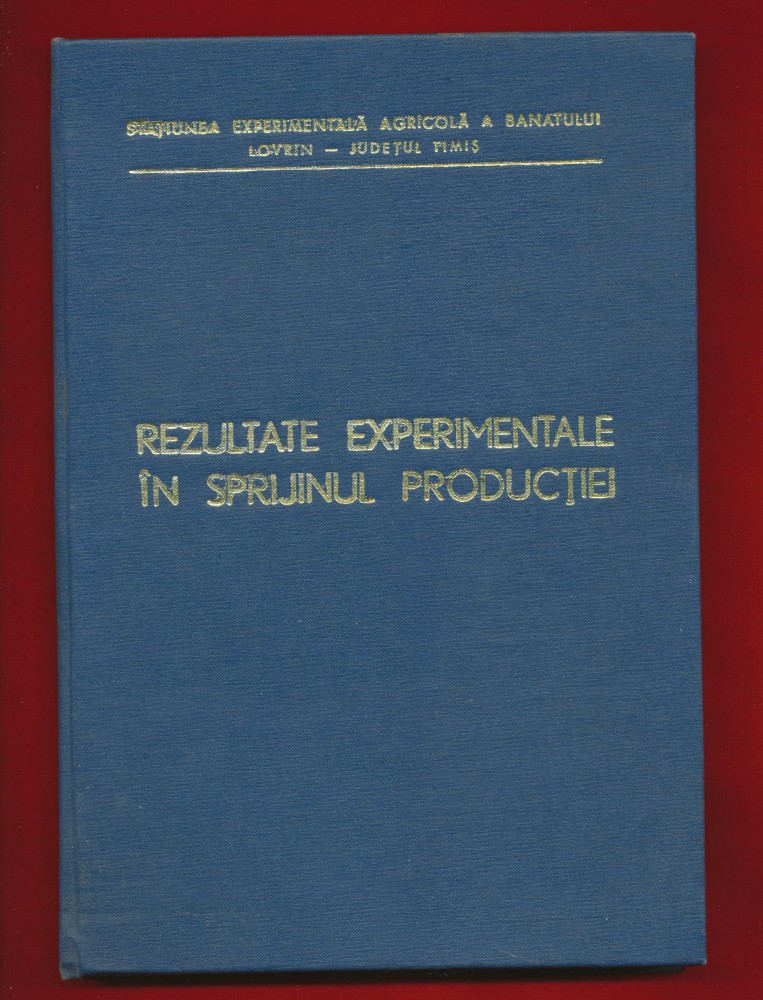 STAȚIUNEA EXPERIMENTALĂ AGRICOLĂ A BANATULUI
LOVRIN — JUDEȚUL TIMIȘ
REZULTATE EXPERIMENTALE
ÎN SPRIJINUL PRODUCȚIEI